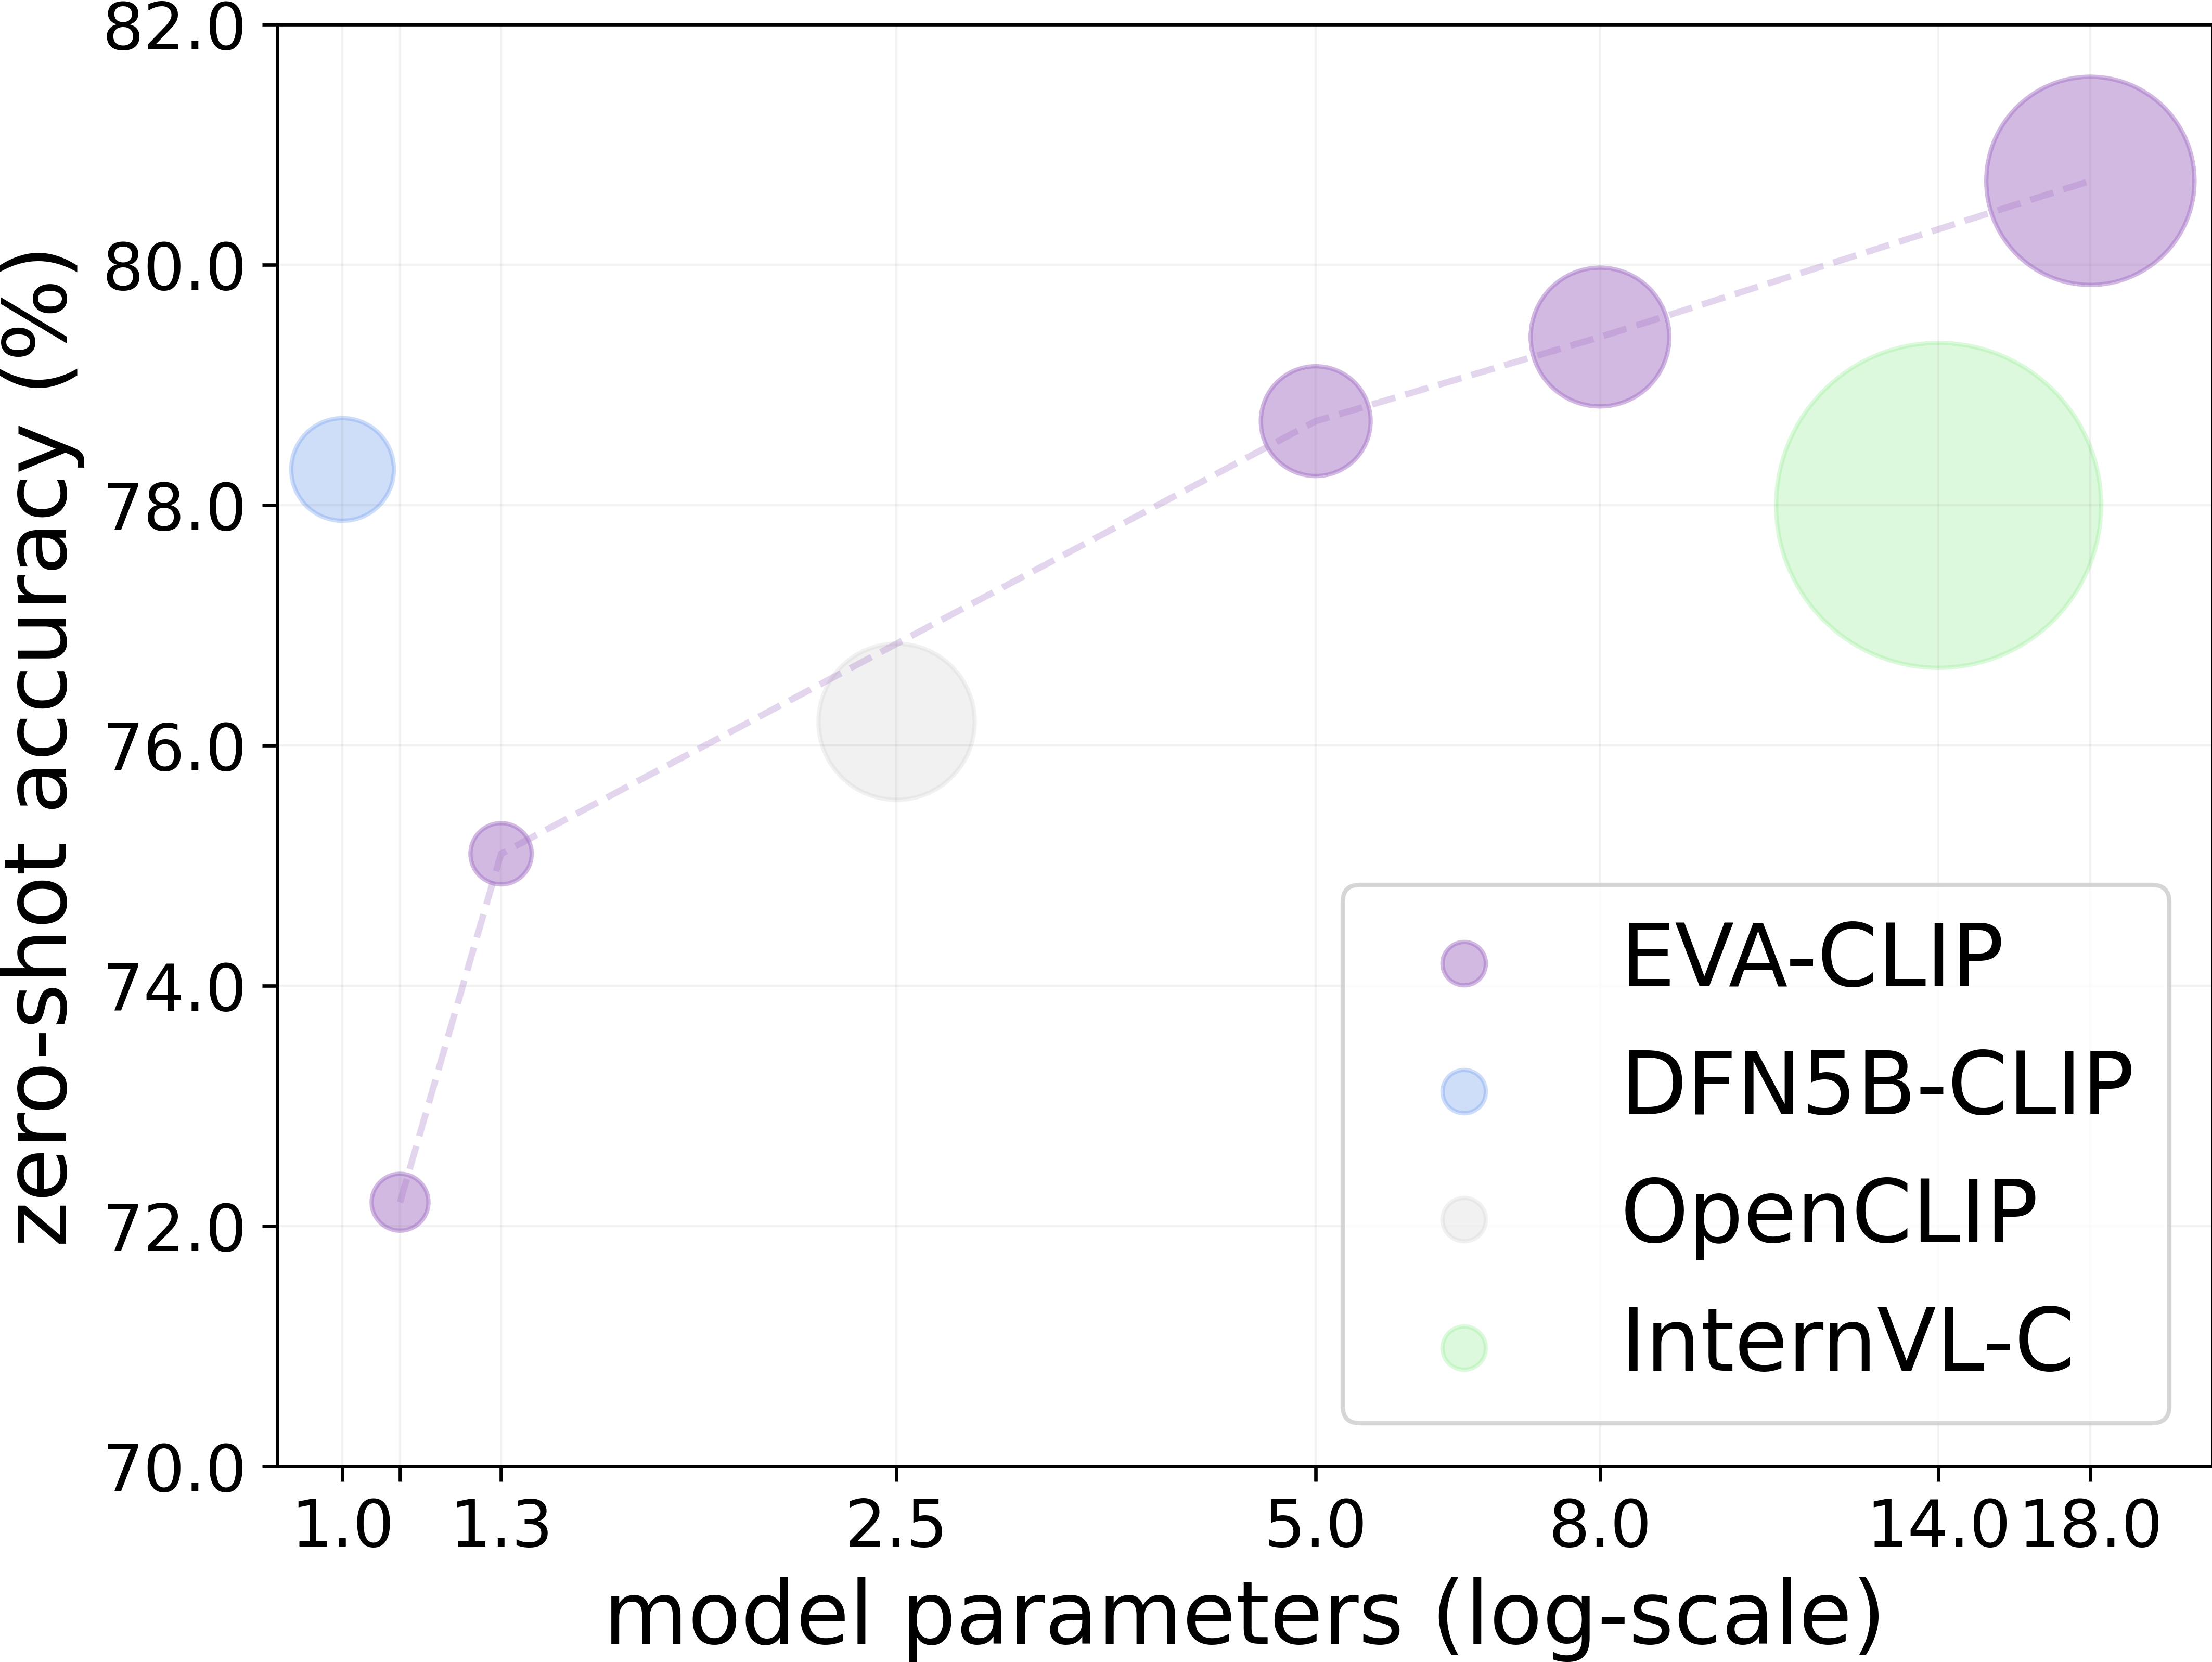 zero-shot accuracy (%)
82.0
80.0
78.0
76.0
74.0
72.0
70.0
EVA-CLIP
DFN5B-CLIP
OpenCLIP
InternVL-C
1.0 1.3 2.5 5.0 8.0 14.0 18.0
model parameters (log-scale)